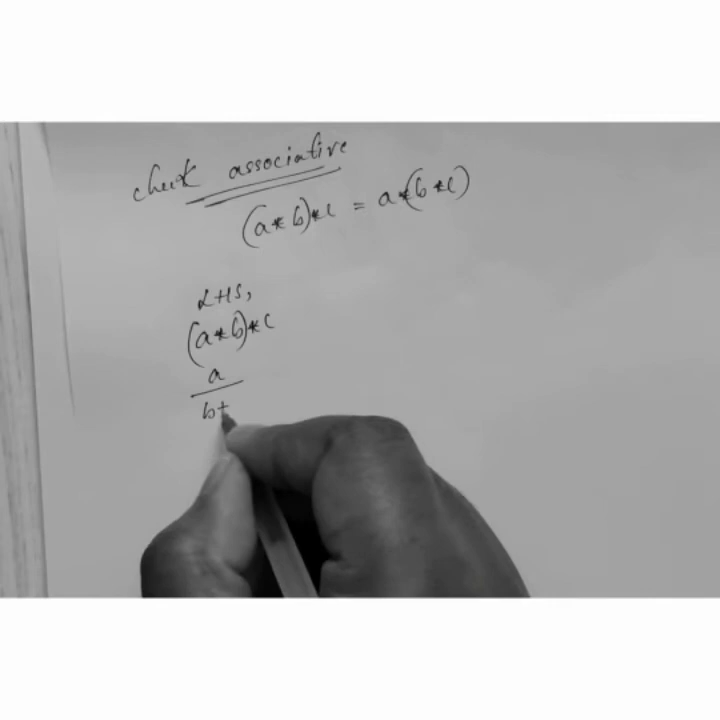 check associative
(a*b)*c = a*(b*c)
LHS,
(a*b)*c
a
b+